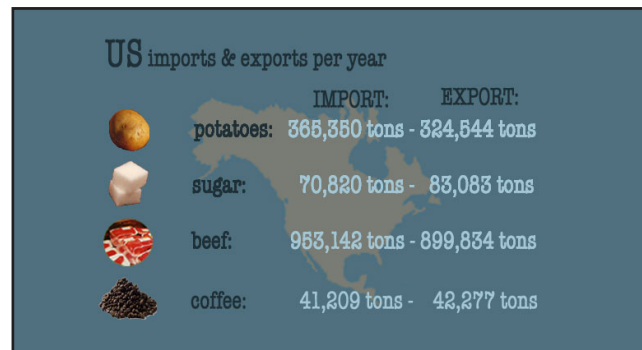 US imports & exports per year
IMPORT: EXPORT:
potatoes: 365,350 tons - 324,544 tons
sugar: 70,820 tons - 83,083 tons
beef: 953,142 tons - 899,834 tons
coffee: 41,209 tons - 42,277 tons